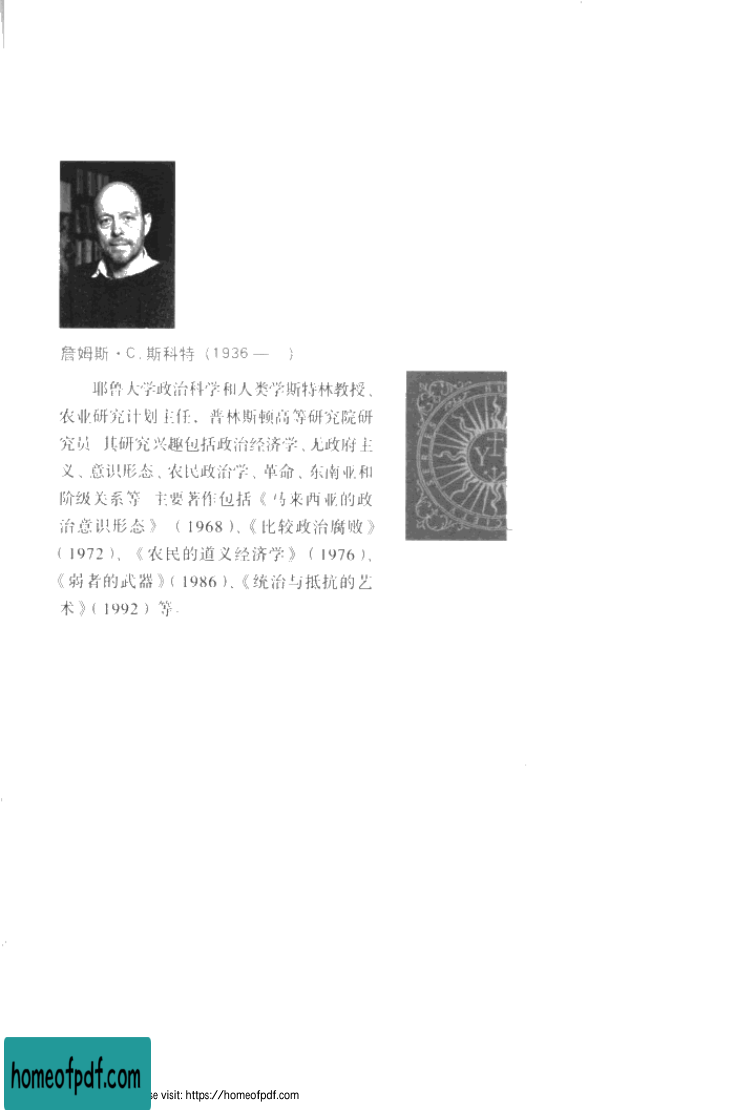 詹姆斯·C.斯科特（1936— ）
耶鲁大学政治科学和人类学斯特林教授、
农业研究计划主任，普林斯顿高等研究院研
究员 其研究兴趣包括政治经济学、无政府主
义、意识形态、农民政治学、革命、东南亚和
阶级关系等 主要著作包括《马来西亚的政
治意识形态》（1968）、《比较政治腐败》
（1972）、《农民的道义经济学》（1976）、
《弱者的武器》（1986）、《统治与抵抗的艺
术》（1992）等。
homeofpdf.com
se visit: https://homeofpdf.com